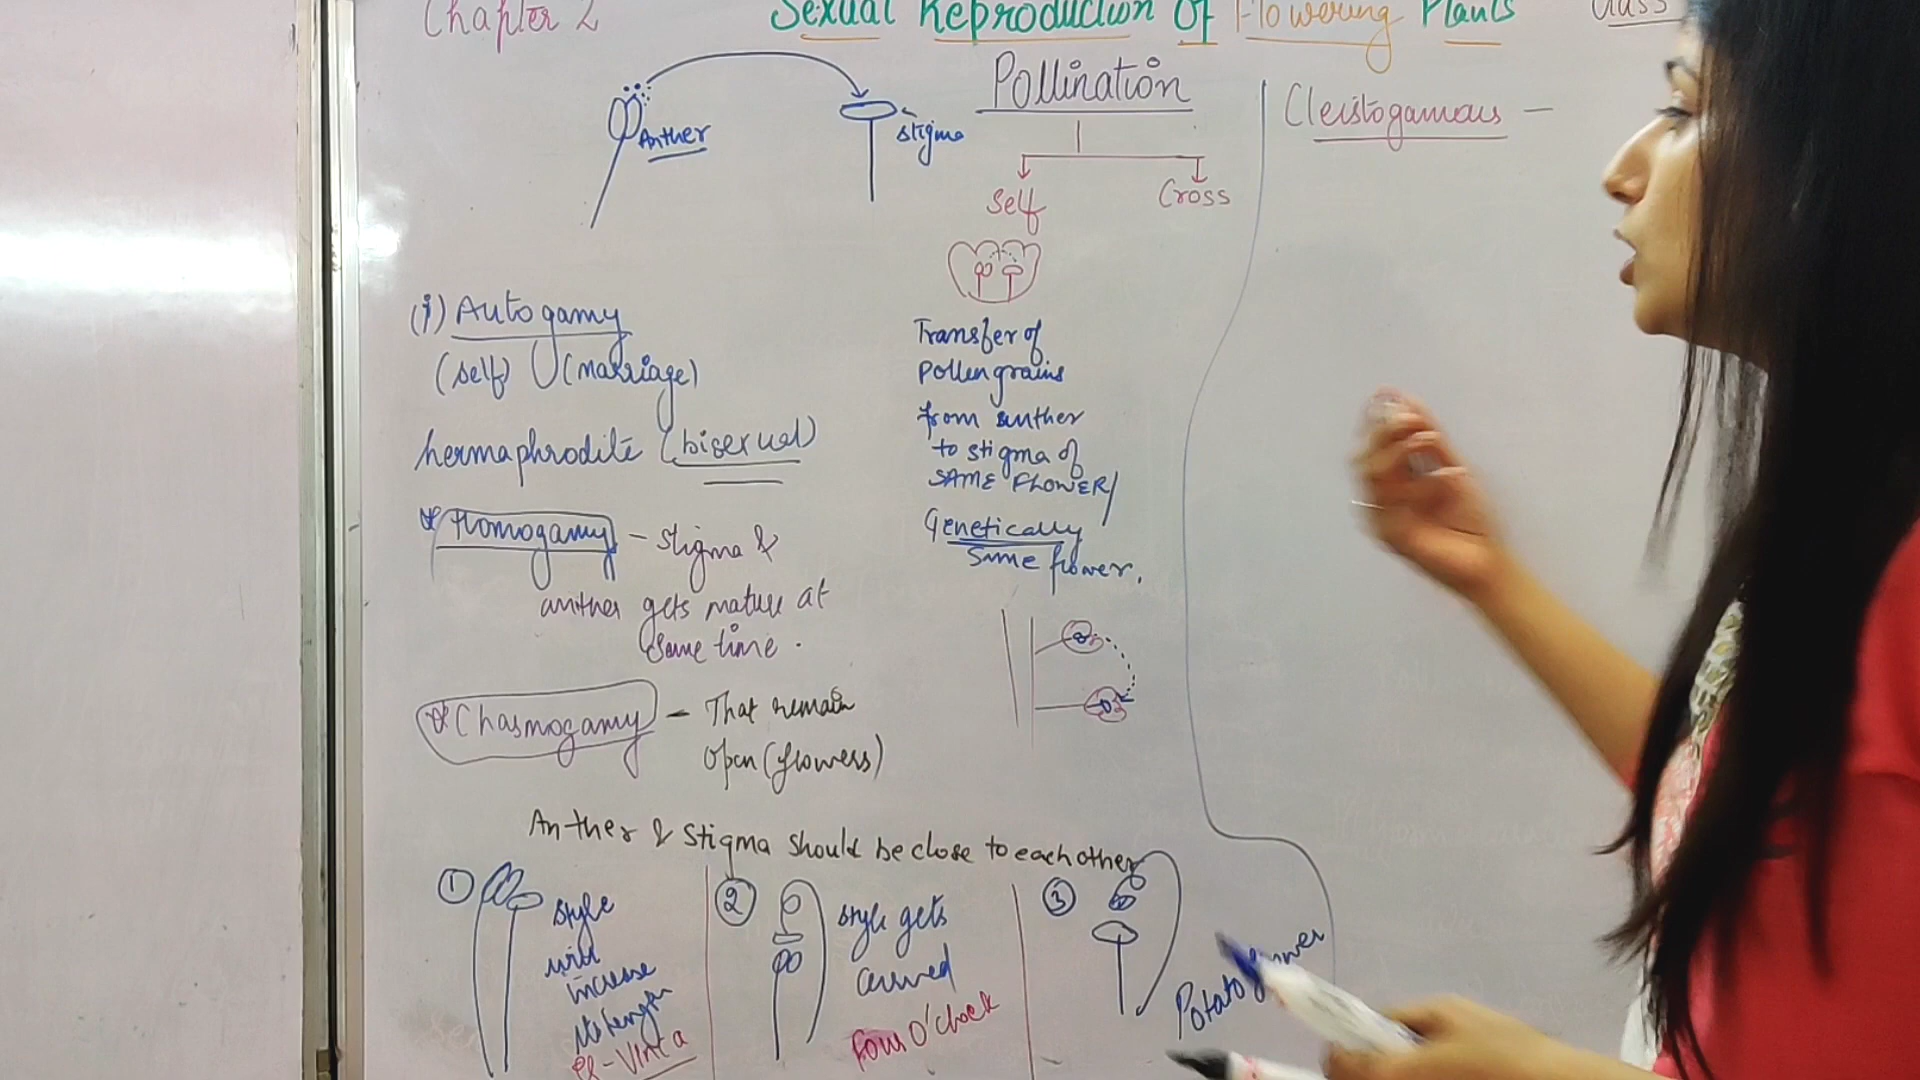 Chapter 2
Sexual Reproduction Of Flowering Plants
Class
Anther
stigma
Pollination
Self
Cross
Transfer of
pollen grains
from anther
to stigma of
SAME FLOWER/
Genetically
Same flower.
(i) Autogamy
(self) (marriage)
hermaphrodite (bisexual)
* Homogamy - stigma &
anther gets mature at
Same time.
* Chasmogamy - That remain
Open (flowers)
Anther & stigma should be close to each other
① style
will
increase
its length
eg - Vinca
② style gets
curved
Four O'clock
③
Potato flower
Cleistogamous -